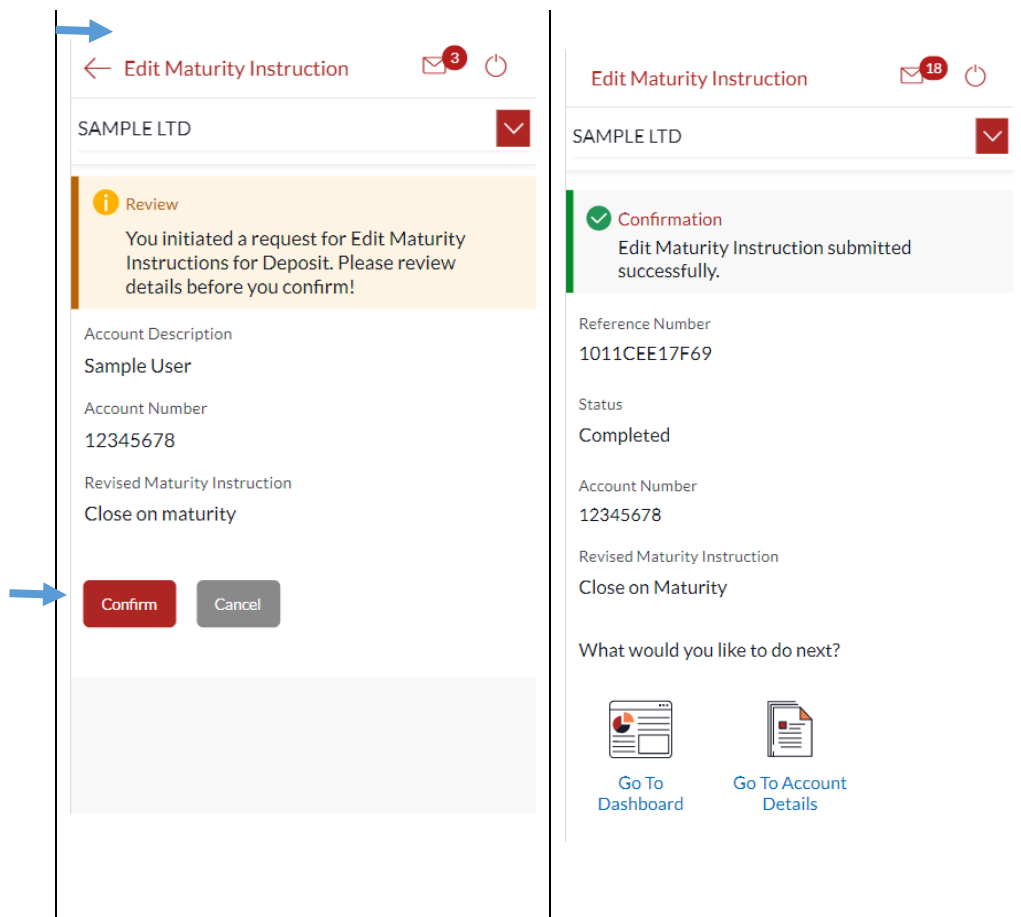 Edit Maturity Instruction
3
SAMPLE LTD
Review
You initiated a request for Edit Maturity
Instructions for Deposit. Please review
details before you confirm!
Account Description
Sample User
Account Number
12345678
Revised Maturity Instruction
Close on maturity
Confirm
Cancel
Edit Maturity Instruction
18
SAMPLE LTD
Confirmation
Edit Maturity Instruction submitted
successfully.
Reference Number
1011CEE17F69
Status
Completed
Account Number
12345678
Revised Maturity Instruction
Close on Maturity
What would you like to do next?
Go To
Dashboard
Go To Account
Details